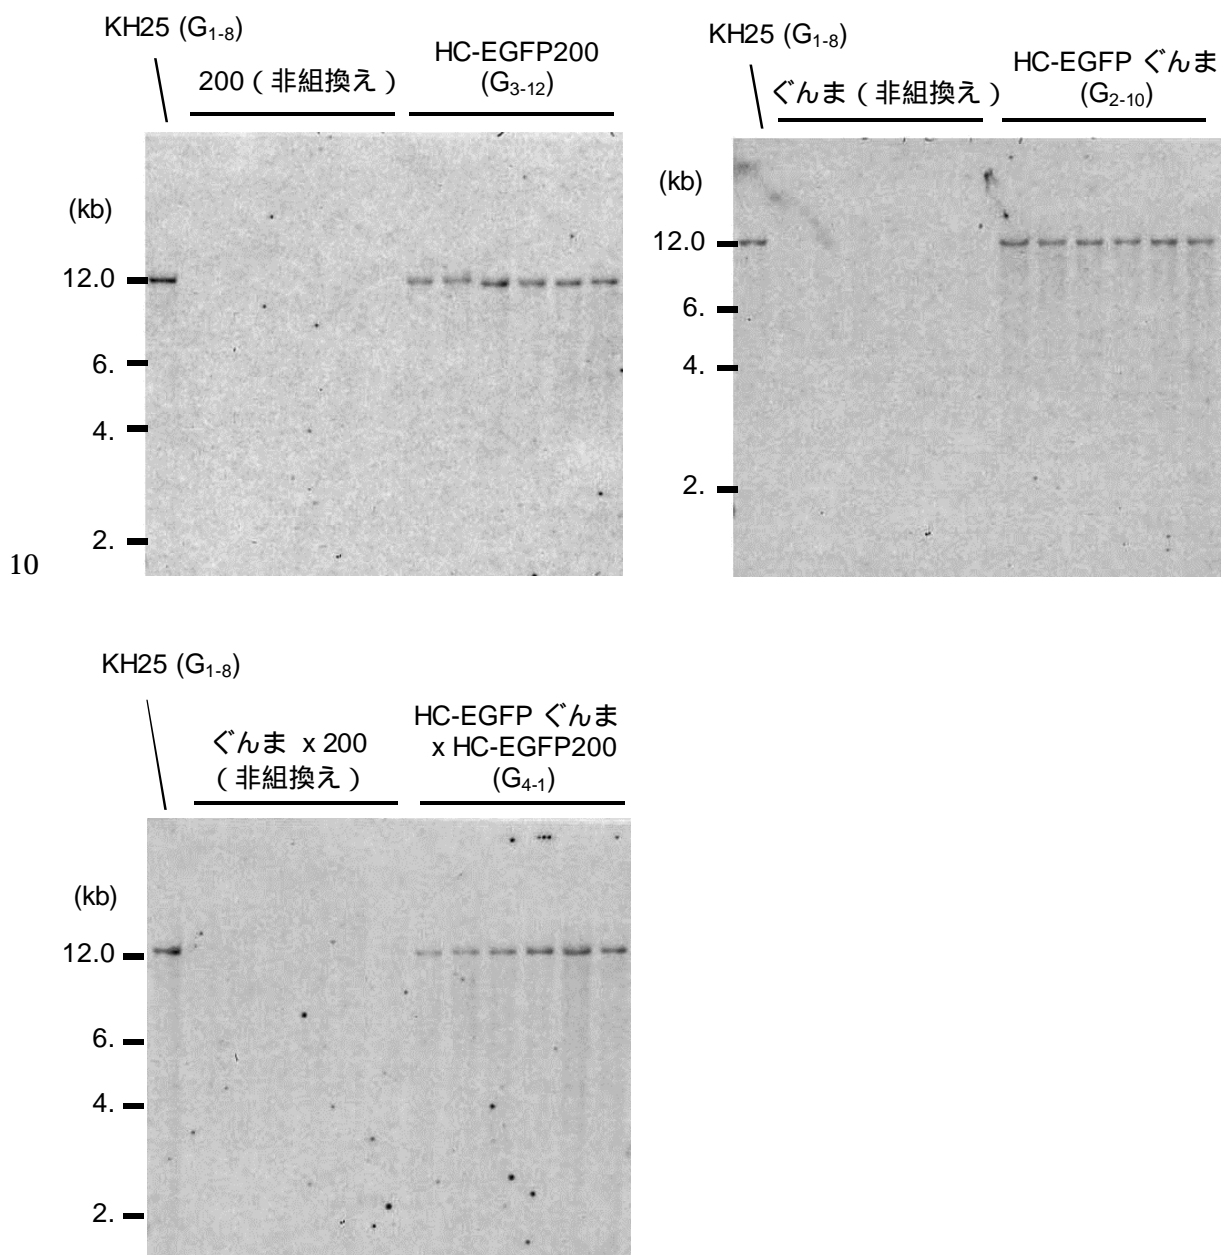 KH25 (G1-8)
200（非組換え）
HC-EGFP200
(G3-12)
(kb)
12.0
6.
4.
2.
10
KH25 (G1-8)
ぐんま（非組換え）
HC-EGFP ぐんま
(G2-10)
(kb)
12.0
6.
4.
2.
KH25 (G1-8)
ぐんま x 200
（非組換え）
HC-EGFP ぐんま
x HC-EGFP200
(G4-1)
(kb)
12.0
6.
4.
2.